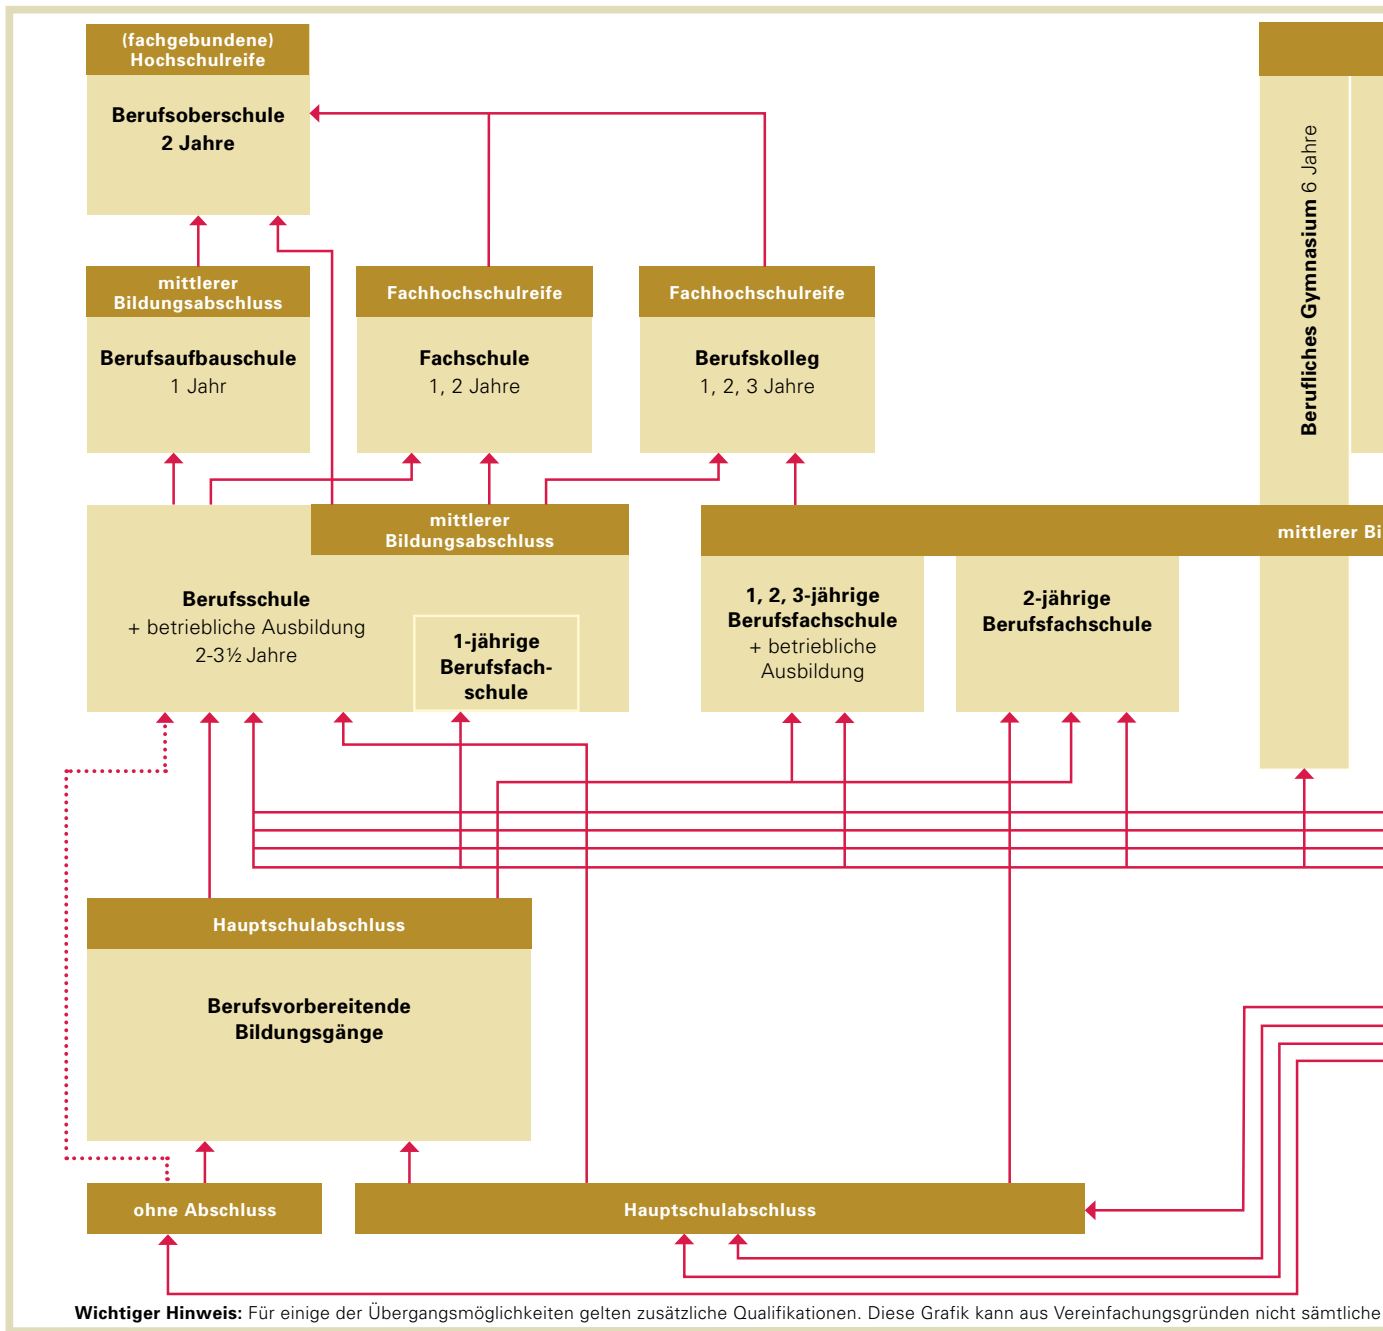 (fachgebundene)
Hochschulreife
Berufsoberschule
2 Jahre
mittlerer
Bildungsabschluss
Berufsaufbauschule
1 Jahr
Fachhochschulreife
Fachschule
1, 2 Jahre
Fachhochschulreife
Berufskolleg
1, 2, 3 Jahre
Berufliches Gymnasium 6 Jahre
mittlerer
Bildungsabschluss
Berufsschule
+ betriebliche Ausbildung
2-3½ Jahre
1-jährige
Berufsfach-
schule
mittlerer Bi
1, 2, 3-jährige
Berufsfachschule
+ betriebliche
Ausbildung
2-jährige
Berufsfachschule
Hauptschulabschluss
Berufsvorbereitende
Bildungsgänge
ohne Abschluss
Hauptschulabschluss
Wichtiger Hinweis: Für einige der Übergangsmöglichkeiten gelten zusätzliche Qualifikationen. Diese Grafik kann aus Vereinfachungsgründen nicht sämtliche